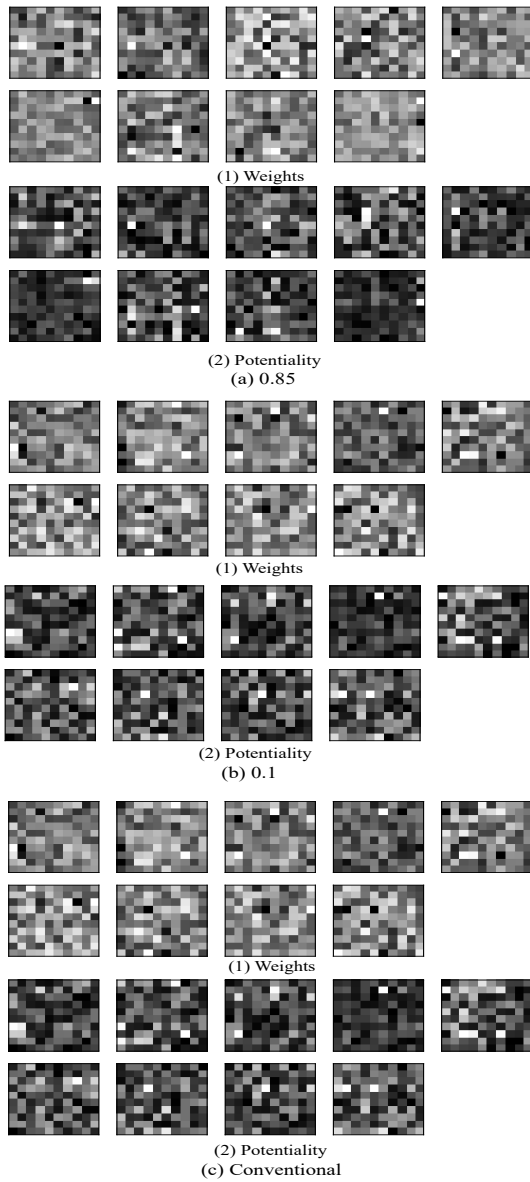 (1) Weights
(2) Potentiality
(a) 0.85
(1) Weights
(2) Potentiality
(b) 0.1
(1) Weights
(2) Potentiality
(c) Conventional